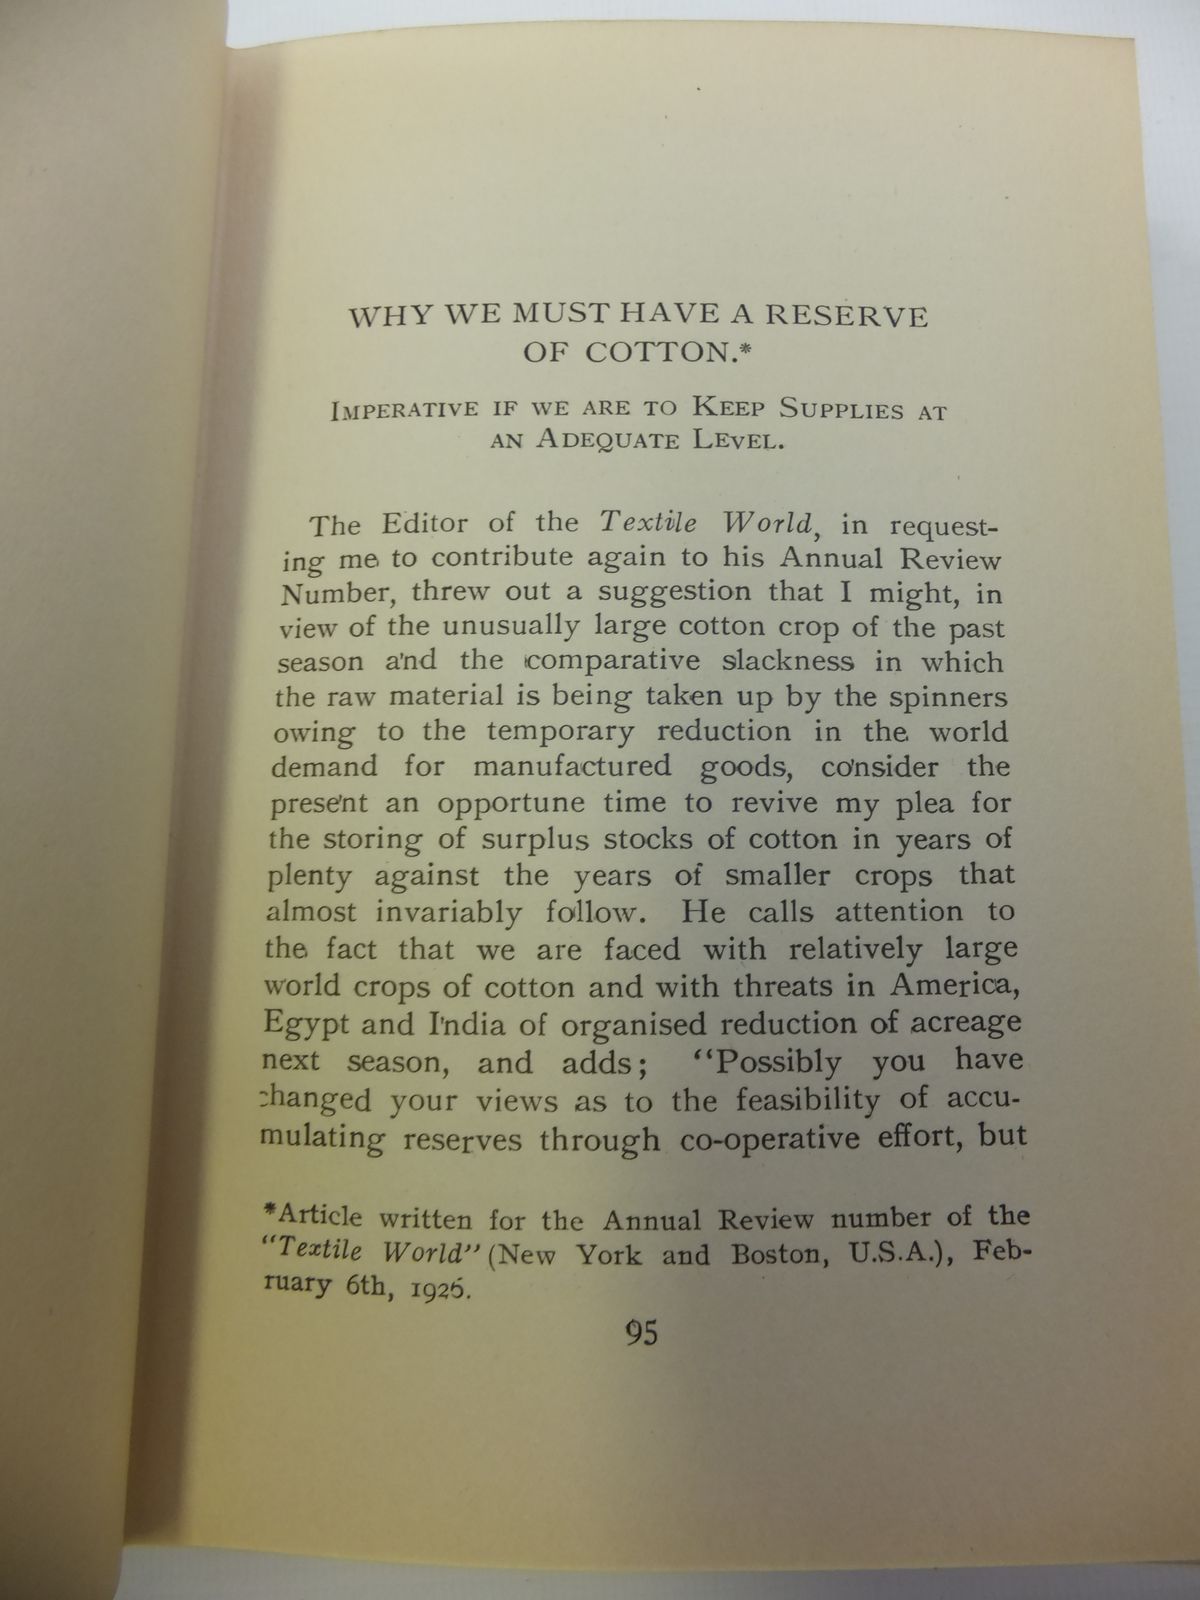 WHY WE MUST HAVE A RESERVE
OF COTTON.*
IMPERATIVE IF WE ARE TO KEEP SUPPLIES AT
AN ADEQUATE LEVEL.
The Editor of the Textile World, in request-
ing me to contribute again to his Annual Review
Number, threw out a suggestion that I might, in
view of the unusually large cotton crop of the past
season a'nd the comparative slackness in which
the raw material is being taken up by the spinners
owing to the temporary reduction in the world
demand for manufactured goods, co'nsider the
prese'nt an opportune time to revive my plea for
the storing of surplus stocks of cotton in years of
plenty against the years of smaller crops that
almost invariably follow. He calls attention to
the fact that we are faced with relatively large
world crops of cotton and with threats in America,
Egypt and I'ndia of organised reduction of acreage
next season, and adds; "Possibly you have
changed your views as to the feasibility of accu-
mulating reserves through co-operative effort, but
*Article written for the Annual Review number of the
"Textile World" (New York and Boston, U.S.A.), Feb-
ruary 6th, 1926.
95